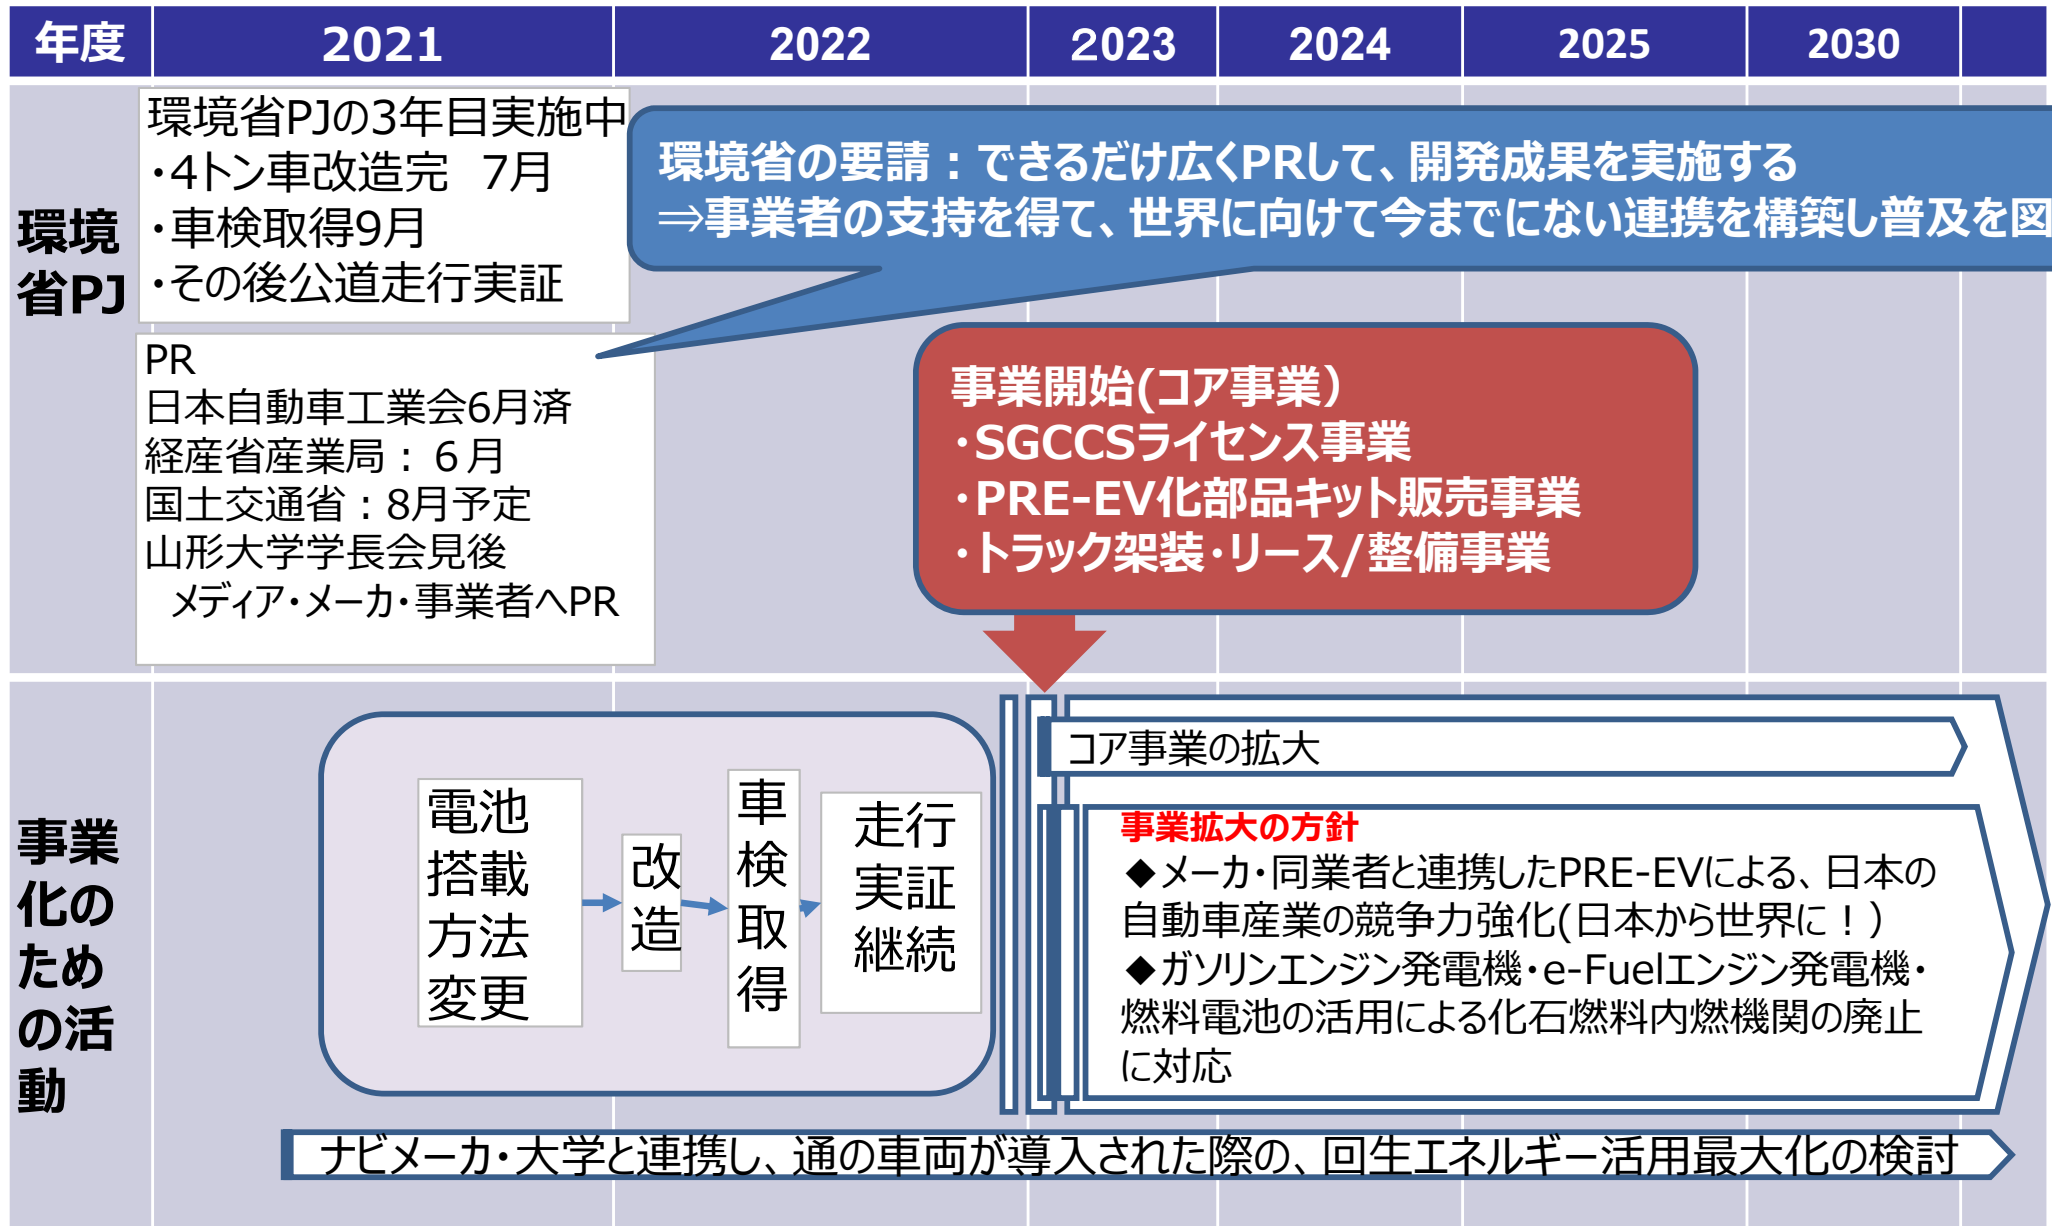 年度 2021 2022 2023 2024 2025 2030
環境
省PJ
環境省PJの3年目実施中
・4トン車改造完 7月
・車検取得9月
・その後公道走行実証
環境省の要請：できるだけ広くPRして、開発成果を実施する
⇒事業者の支持を得て、世界に向けて今までにない連携を構築し普及を図
PR
日本自動車工業会6月済
経産省産業局：６月
国土交通省：8月予定
山形大学学長会見後
メディア・メーカ・事業者へPR
事業開始(コア事業）
・SGCCSライセンス事業
・PRE-EV化部品キット販売事業
・トラック架装・リース/整備事業
事業
化の
ため
の活
動
電池
搭載
方法
変更
改
造
車
検
取
得
走行
実証
継続
コア事業の拡大
事業拡大の方針
◆メーカ・同業者と連携したPRE-EVによる、日本の
自動車産業の競争力強化(日本から世界に！）
◆ガソリンエンジン発電機・e-Fuelエンジン発電機・
燃料電池の活用による化石燃料内燃機関の廃止
に対応
ナビメーカ・大学と連携し、通の車両が導入された際の、回生エネルギー活用最大化の検討